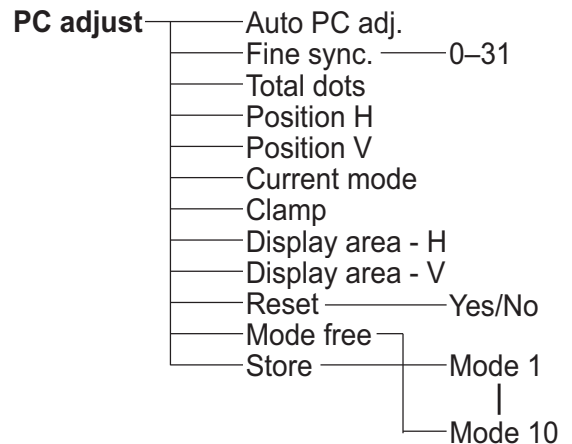 PC adjust Auto PC adj.
Fine sync. 0–31
Total dots
Position H
Position V
Current mode
Clamp
Display area - H
Display area - V
Reset Yes/No
Mode free
Store Mode 1
Mode 10